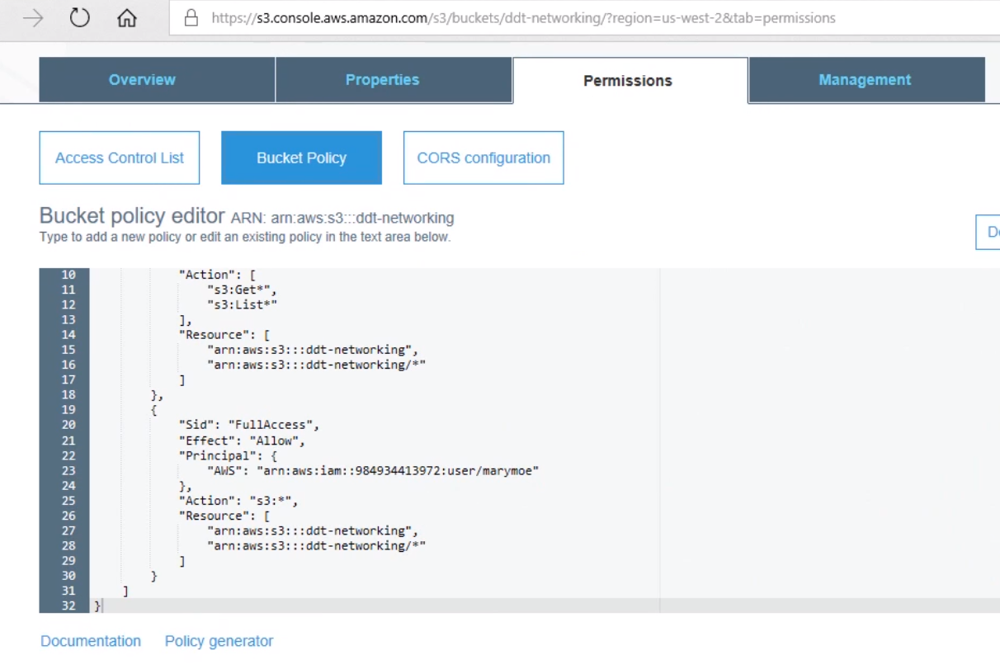 https://s3.console.aws.amazon.com/s3/buckets/ddt-networking/?region=us-west-2&tab=permissions
Overview Properties Permissions Management
Access Control List Bucket Policy CORS configuration
Bucket policy editor ARN: arn:aws:s3:::ddt-networking
Type to add a new policy or edit an existing policy in the text area below.
10 "Action": [
11 "s3:Get*",
12 "s3:List*"
13 ],
14 "Resource": [
15 "arn:aws:s3:::ddt-networking",
16 "arn:aws:s3:::ddt-networking/*"
17 ]
18 },
19 {
20 "Sid": "FullAccess",
21 "Effect": "Allow",
22 "Principal": {
23 "AWS": "arn:aws:iam::984934413972:user/marymoe"
24 },
25 "Action": "s3:*",
26 "Resource": [
27 "arn:aws:s3:::ddt-networking",
28 "arn:aws:s3:::ddt-networking/*"
29 ]
30 }
31 ]
32 }
Documentation Policy generator